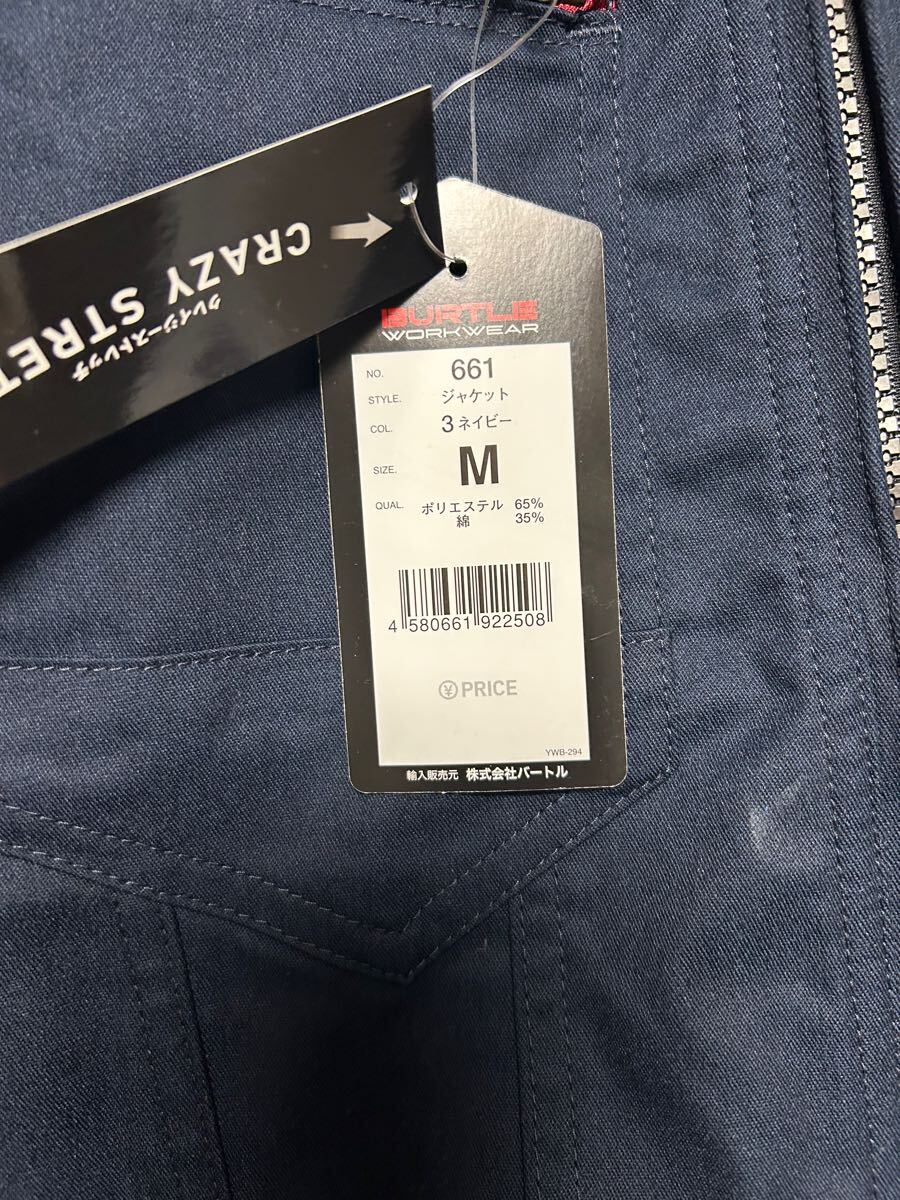 CRAZY STRET
クレイジーストレッチ
BURTLE
WORKWEAR
NO. 661
STYLE. ジャケット
COL. 3 ネイビー
SIZE. M
QUAL. ポリエステル 65%
綿 35%
4 580661 922508
¥ PRICE
YWB-294
輸入販売元 株式会社バートル